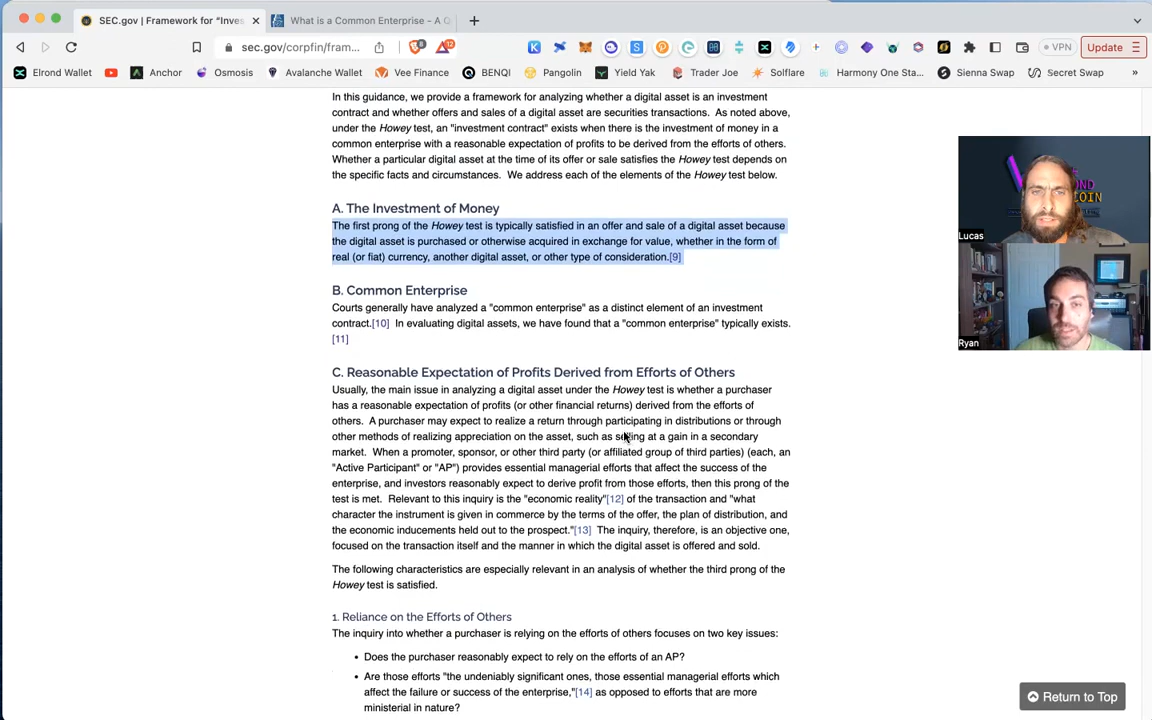 SEC.gov | Framework for "Inves
What is a Common Enterprise – A Q
sec.gov/corpfin/fram...
VPN
Update
Elrond Wallet
Anchor
Osmosis
Avalanche Wallet
Vee Finance
BENQI
Pangolin
Yield Yak
Trader Joe
Solflare
Harmony One Sta...
Sienna Swap
Secret Swap
»
In this guidance, we provide a framework for analyzing whether a digital asset is an investment
contract and whether offers and sales of a digital asset are securities transactions.  As noted above,
under the Howey test, an "investment contract" exists when there is the investment of money in a
common enterprise with a reasonable expectation of profits to be derived from the efforts of others.
Whether a particular digital asset at the time of its offer or sale satisfies the Howey test depends on
the specific facts and circumstances.  We address each of the elements of the Howey test below.
A. The Investment of Money
The first prong of the Howey test is typically satisfied in an offer and sale of a digital asset because
the digital asset is purchased or otherwise acquired in exchange for value, whether in the form of
real (or fiat) currency, another digital asset, or other type of consideration.[9]
B. Common Enterprise
Courts generally have analyzed a "common enterprise" as a distinct element of an investment
contract.[10]  In evaluating digital assets, we have found that a "common enterprise" typically exists.
[11]
C. Reasonable Expectation of Profits Derived from Efforts of Others
Usually, the main issue in analyzing a digital asset under the Howey test is whether a purchaser
has a reasonable expectation of profits (or other financial returns) derived from the efforts of
others.  A purchaser may expect to realize a return through participating in distributions or through
other methods of realizing appreciation on the asset, such as selling at a gain in a secondary
market.  When a promoter, sponsor, or other third party (or affiliated group of third parties) (each, an
"Active Participant" or "AP") provides essential managerial efforts that affect the success of the
enterprise, and investors reasonably expect to derive profit from those efforts, then this prong of the
test is met.  Relevant to this inquiry is the "economic reality"[12] of the transaction and "what
character the instrument is given in commerce by the terms of the offer, the plan of distribution, and
the economic inducements held out to the prospect."[13]  The inquiry, therefore, is an objective one,
focused on the transaction itself and the manner in which the digital asset is offered and sold.
The following characteristics are especially relevant in an analysis of whether the third prong of the
Howey test is satisfied.
1. Reliance on the Efforts of Others
The inquiry into whether a purchaser is relying on the efforts of others focuses on two key issues:
• Does the purchaser reasonably expect to rely on the efforts of an AP?
• Are those efforts "the undeniably significant ones, those essential managerial efforts which
affect the failure or success of the enterprise,"[14] as opposed to efforts that are more
ministerial in nature?
Return to Top
Lucas
Ryan